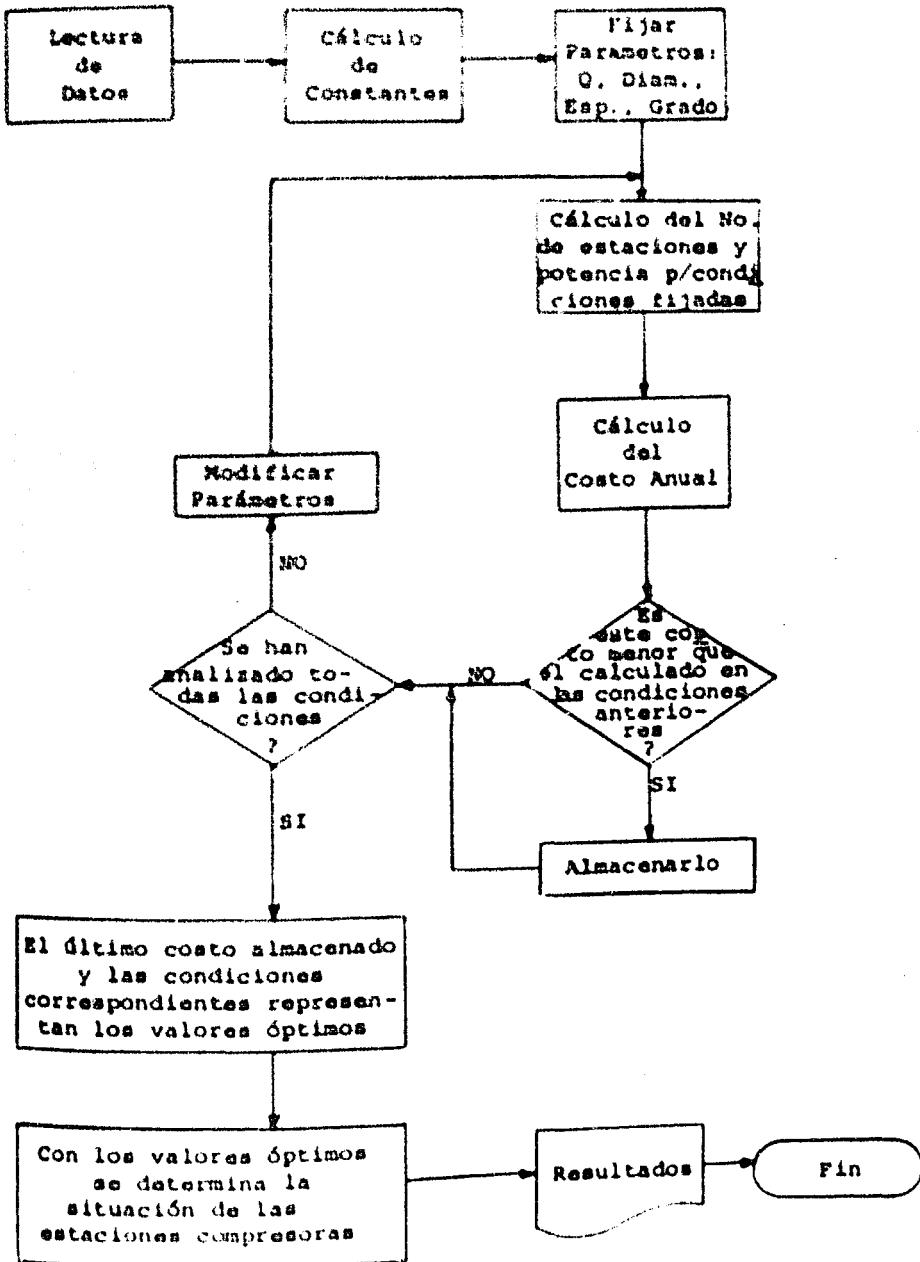 Lectura
de
Datos
Cálculo
de
Constantes
Fijar
Parametros:
Q, Diam.,
Esp., Grado
Cálculo del No.
de estaciones y
potencia p/condi
ciones fijadas
Cálculo
del
Costo Anual
Modificar
Parámetros
NO
Es
este cos
to menor que
el calculado en
las condiciones
anterio-
res
?
NO
Se han
analizado to-
das las condi-
ciones
?
SI
Almacenarlo
SI
El último costo almacenado
y las condiciones
correspondientes represen-
tan los valores óptimos
Con los valores óptimos
se determina la
situación de las
estaciones compresoras
Resultados
Fin